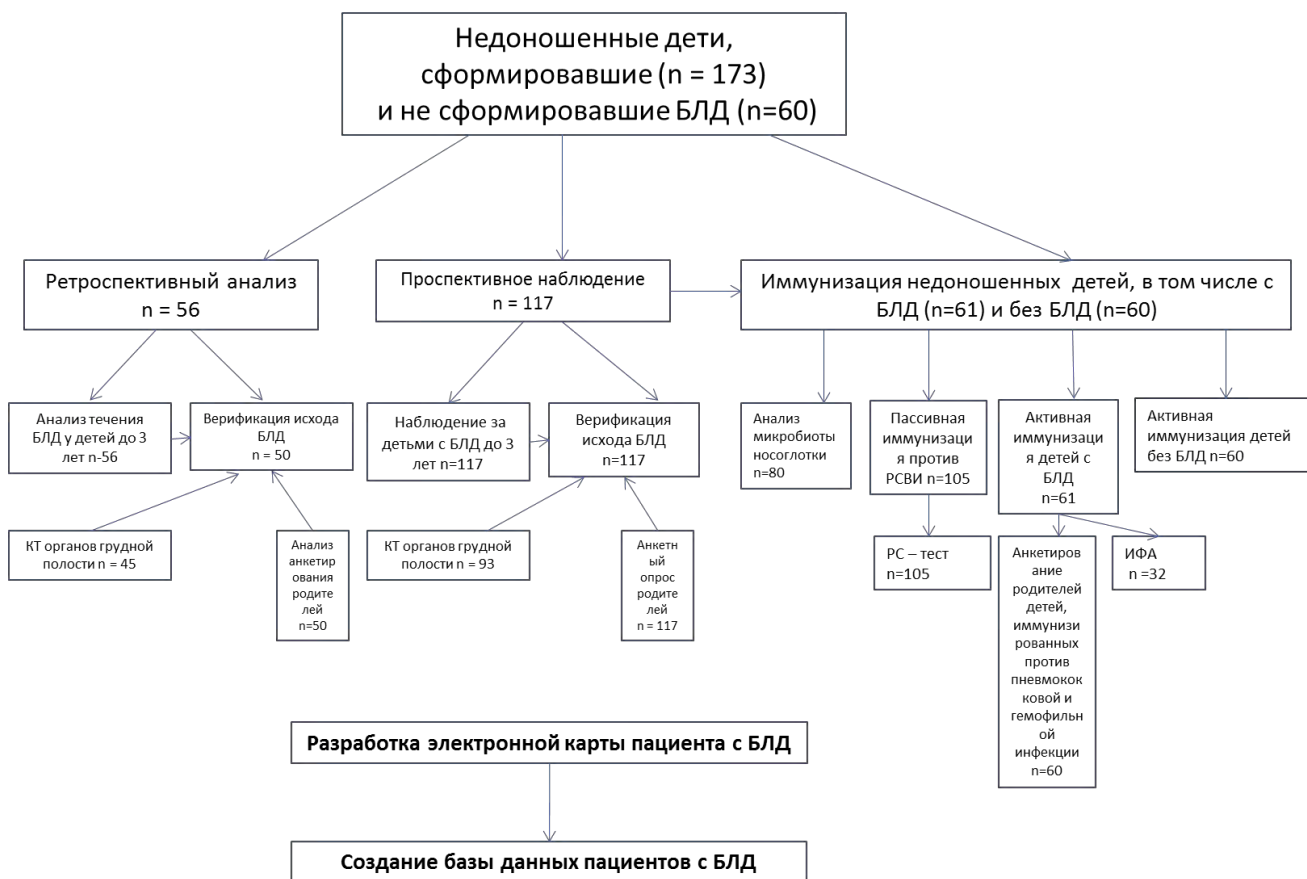 Недоношенные дети,
сформировавшие (n = 173)
и не сформировавшие БЛД (n=60)
Ретроспективный анализ
n = 56
Проспективное наблюдение
n = 117
Иммунизация недоношенных детей, в том числе с
БЛД (n=61) и без БЛД (n=60)
Анализ течения
БЛД у детей до 3
лет n-56
Верификация исхода
БЛД
n = 50
Наблюдение за
детьми с БЛД до 3
лет n=117
Верификация
исхода БЛД
n=117
Анализ
микробиоты
носоглотки
n=80
Пассивная
иммунизаци
я против
РСВИ n=105
Активная
иммунизаци
я детей с
БЛД
n=61
Активная
иммунизация детей
без БЛД n=60
КТ органов грудной
полости n = 45
Анализ
анкетир
ования
родите
лей
n=50
КТ органов грудной
полости n = 93
Анкетн
ый
опрос
родител
ей
n = 117
РС – тест
n=105
Анкетиров
ание
родителей
детей,
иммунизи
рованных
против
пневмокок
ковой и
гемофильн
ой
инфекции
n=60
ИФА
n =32
Разработка электронной карты пациента с БЛД
Создание базы данных пациентов с БЛД